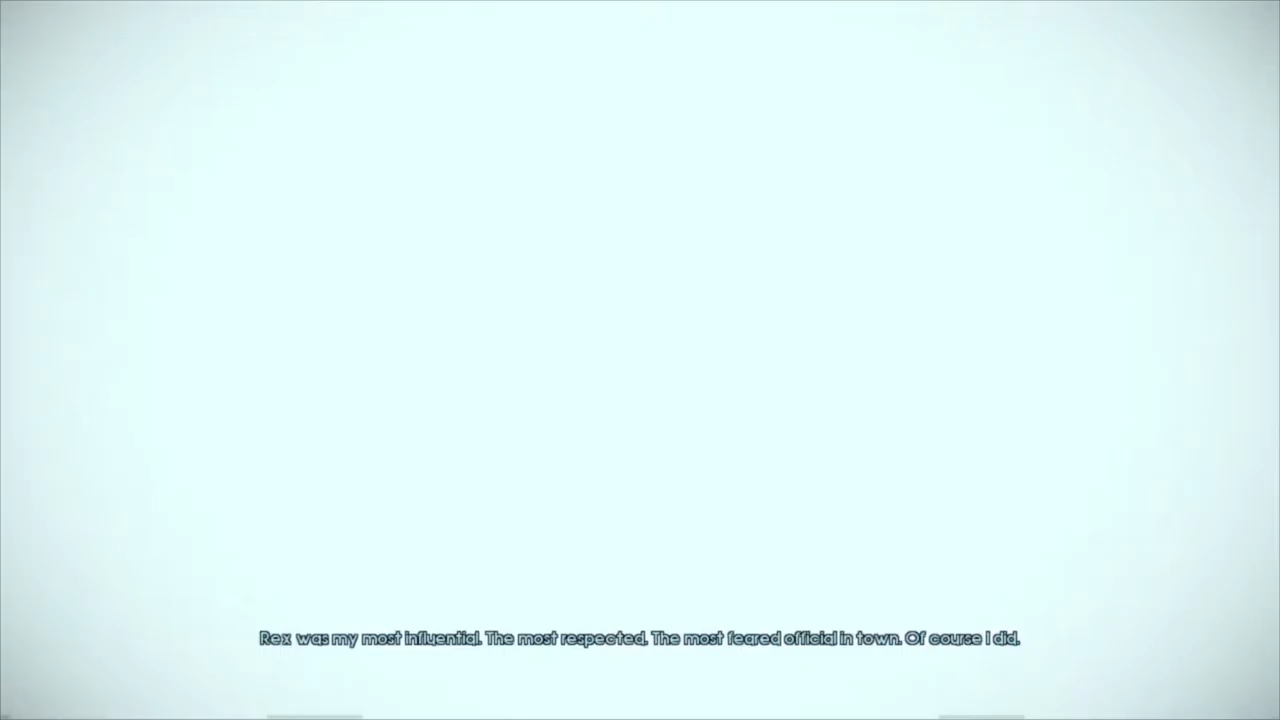 Rex was my most influential. The most respected. The most feared official in town. Of course I did.